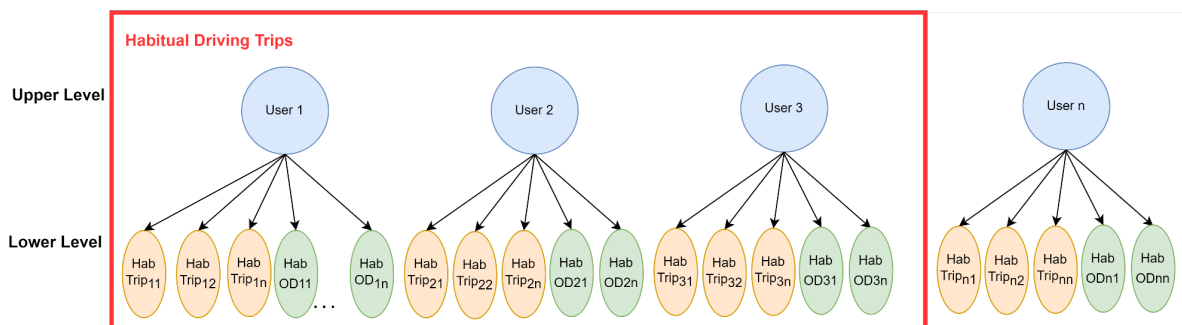 Habitual Driving Trips
Upper Level
User 1
User 2
User 3
User n
Lower Level
Hab
Trip11
Hab
Trip12
Hab
Trip1n
Hab
OD11
...
Hab
OD1n
Hab
Trip21
Hab
Trip22
Hab
Trip2n
Hab
OD21
Hab
OD2n
Hab
Trip31
Hab
Trip32
Hab
Trip3n
Hab
OD31
Hab
OD3n
Hab
Tripn1
Hab
Tripn2
Hab
Tripnn
Hab
ODn1
Hab
ODnn